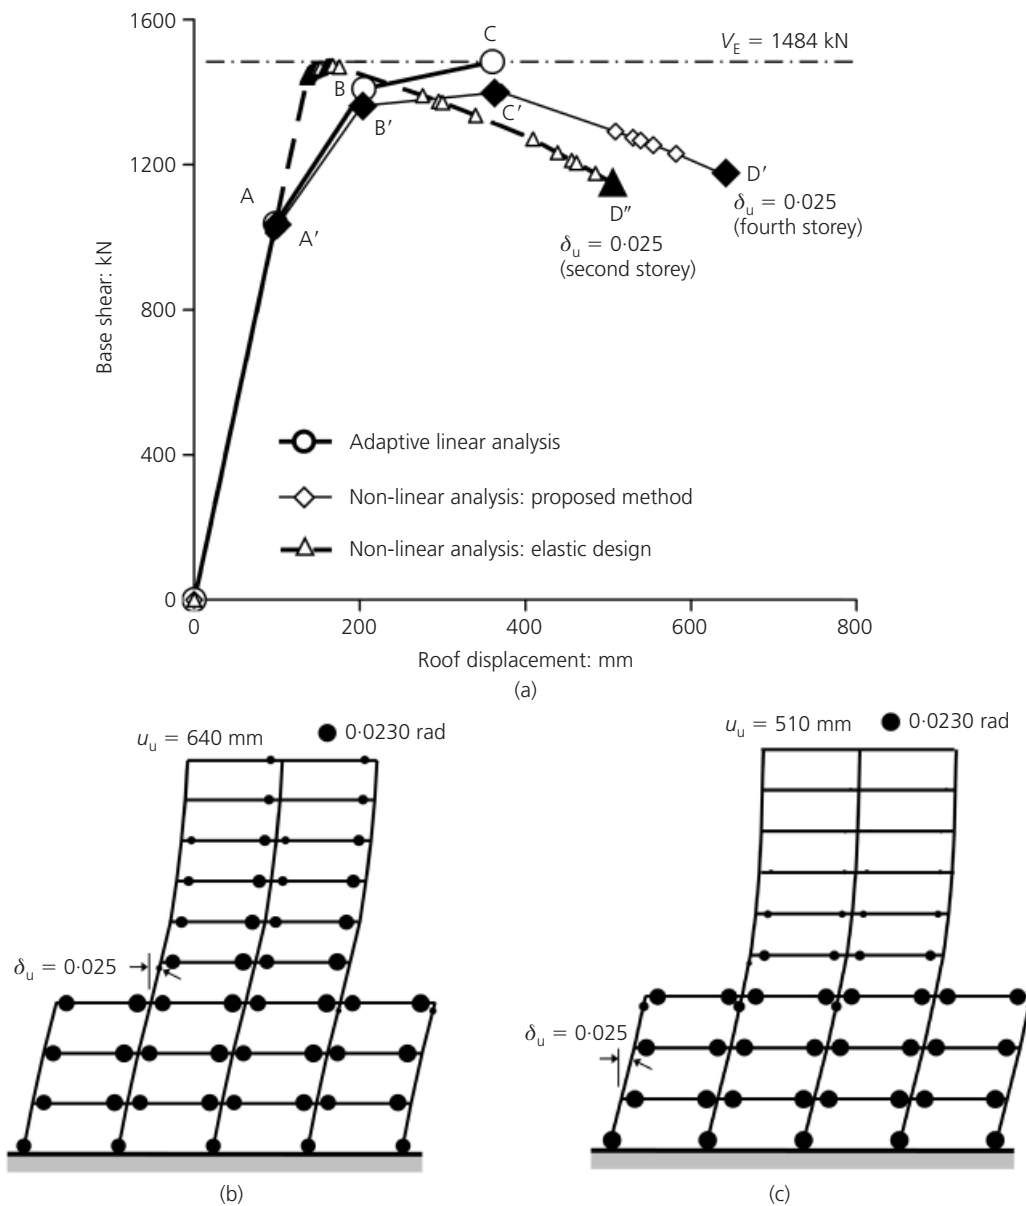 1600
1200
800
400
0
Base shear: kN
C
V_E = 1484 kN
B
B′
C′
A
A′
D′
δ_u = 0·025
(fourth storey)
D″
δ_u = 0·025
(second storey)
Adaptive linear analysis
Non-linear analysis: proposed method
Non-linear analysis: elastic design
0 200 400 600 800
Roof displacement: mm
(a)
u_u = 640 mm 0·0230 rad
δ_u = 0·025
(b)
u_u = 510 mm 0·0230 rad
δ_u = 0·025
(c)